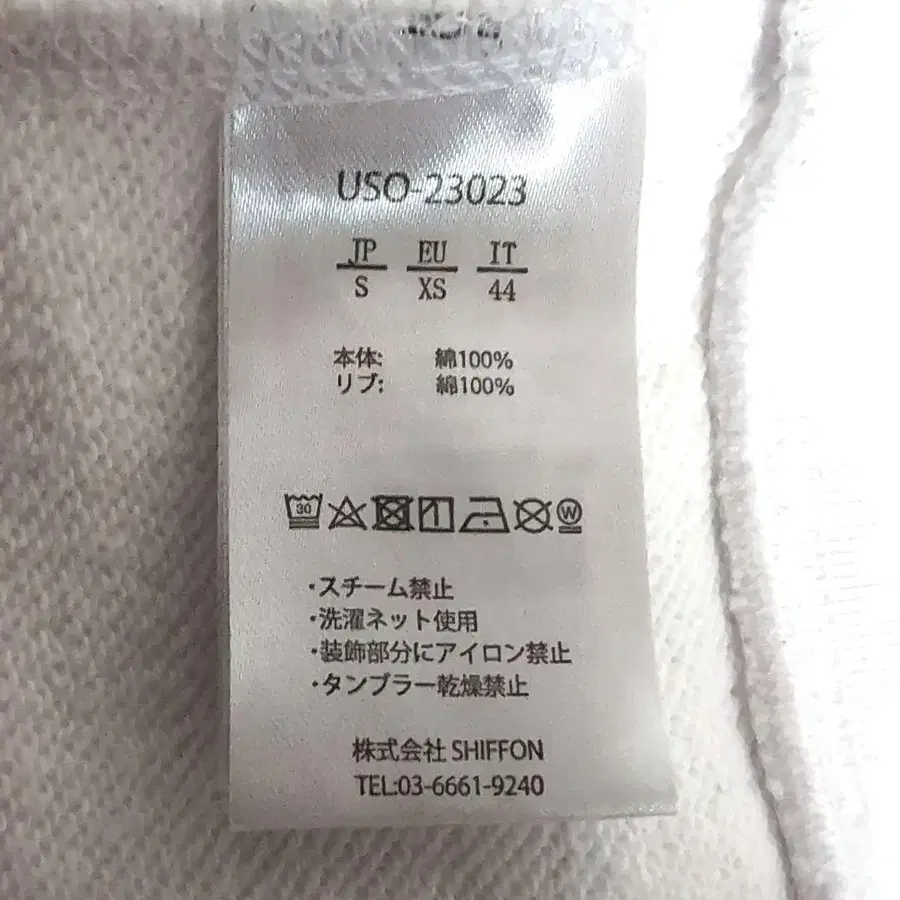 USO-23023
JP EU IT
S XS 44
本体: 綿100%
リブ: 綿100%
30 W
・スチーム禁止
・洗濯ネット使用
・装飾部分にアイロン禁止
・タンブラー乾燥禁止
株式会社 SHIFFON
TEL:03-6661-9240